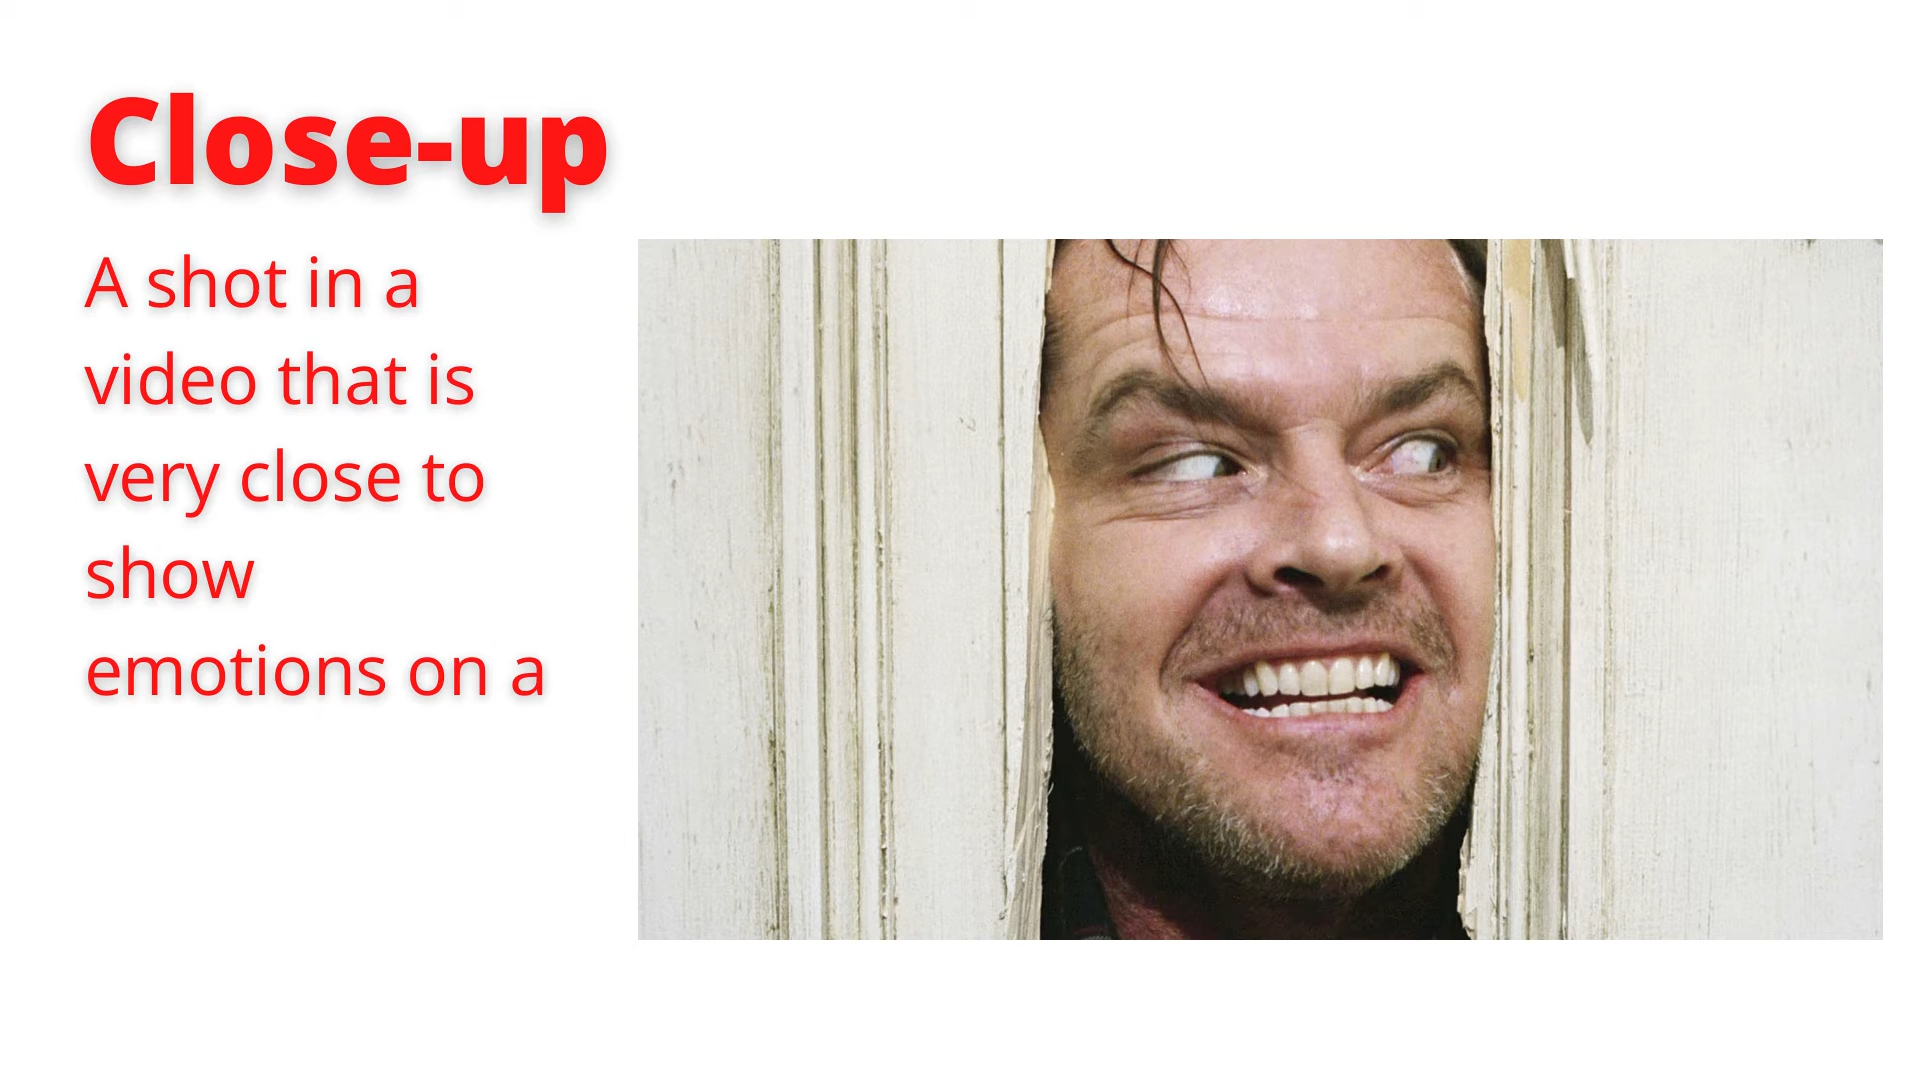 Close-up
A shot in a
video that is
very close to
show
emotions on a